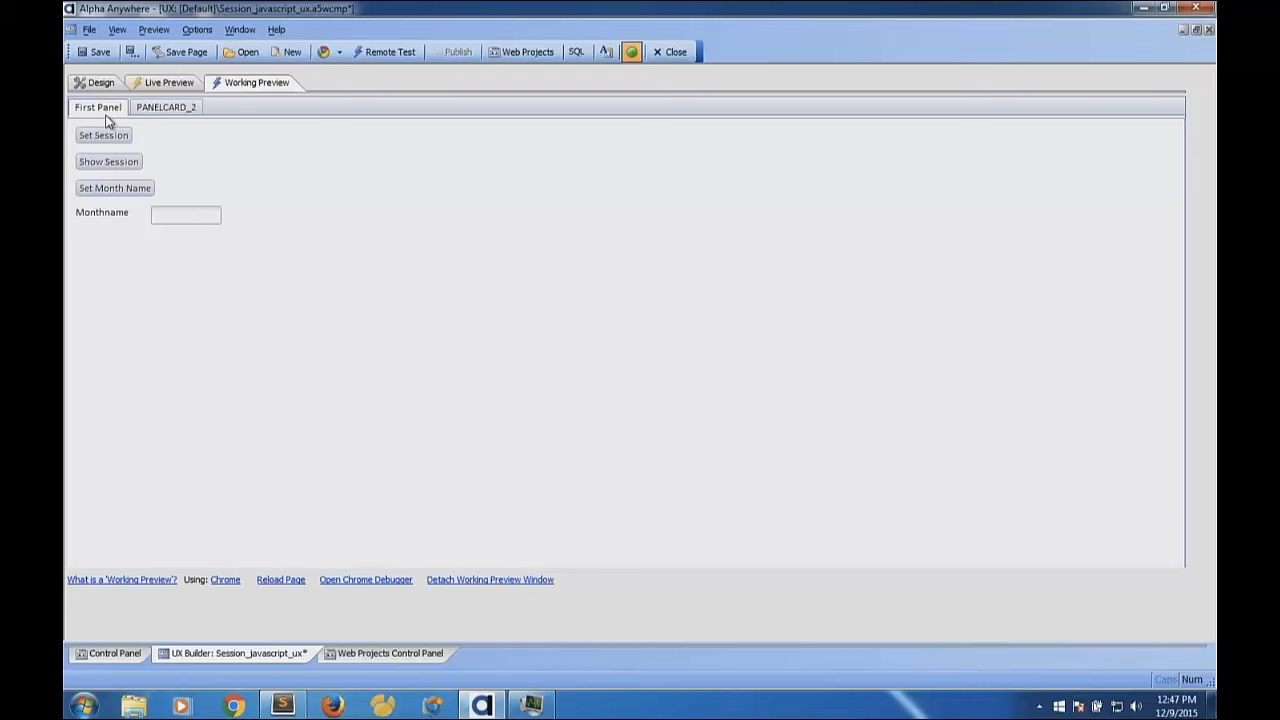 Alpha Anywhere - [UX: [Default]\Session_javascript_ux.a5wcmp*]
File View Preview Options Window Help
Save Save Page Open New Remote Test Publish Web Projects SQL Close
Design Live Preview Working Preview
First Panel PANELCARD_2
Set Session
Show Session
Set Month Name
Monthname
What is a 'Working Preview'? Using: Chrome Reload Page Open Chrome Debugger Detach Working Preview Window
Control Panel UX Builder: Session_javascript_ux* Web Projects Control Panel
Caps Num
12:47 PM
12/9/2015